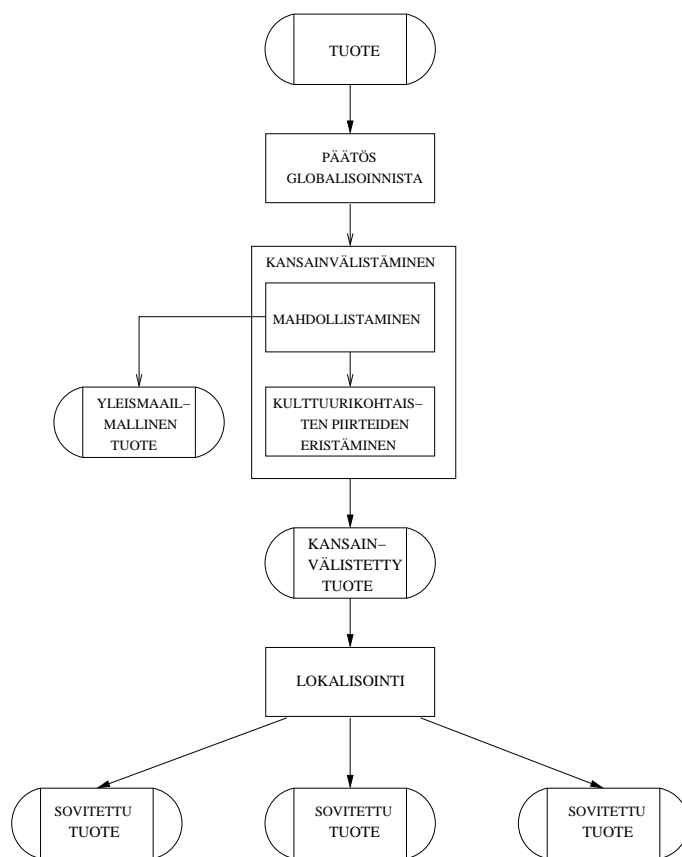 TUOTE
PÄÄTÖS
GLOBALISOINNISTA
KANSAINVÄLISTÄMINEN
MAHDOLLISTAMINEN
YLEISMAAIL–
MALLINEN
TUOTE
KULTTUURIKOHTAIS–
TEN PIIRTEIDEN
ERISTÄMINEN
KANSAIN–
VÄLISTETTY
TUOTE
LOKALISOINTI
SOVITETTU
TUOTE
SOVITETTU
TUOTE
SOVITETTU
TUOTE